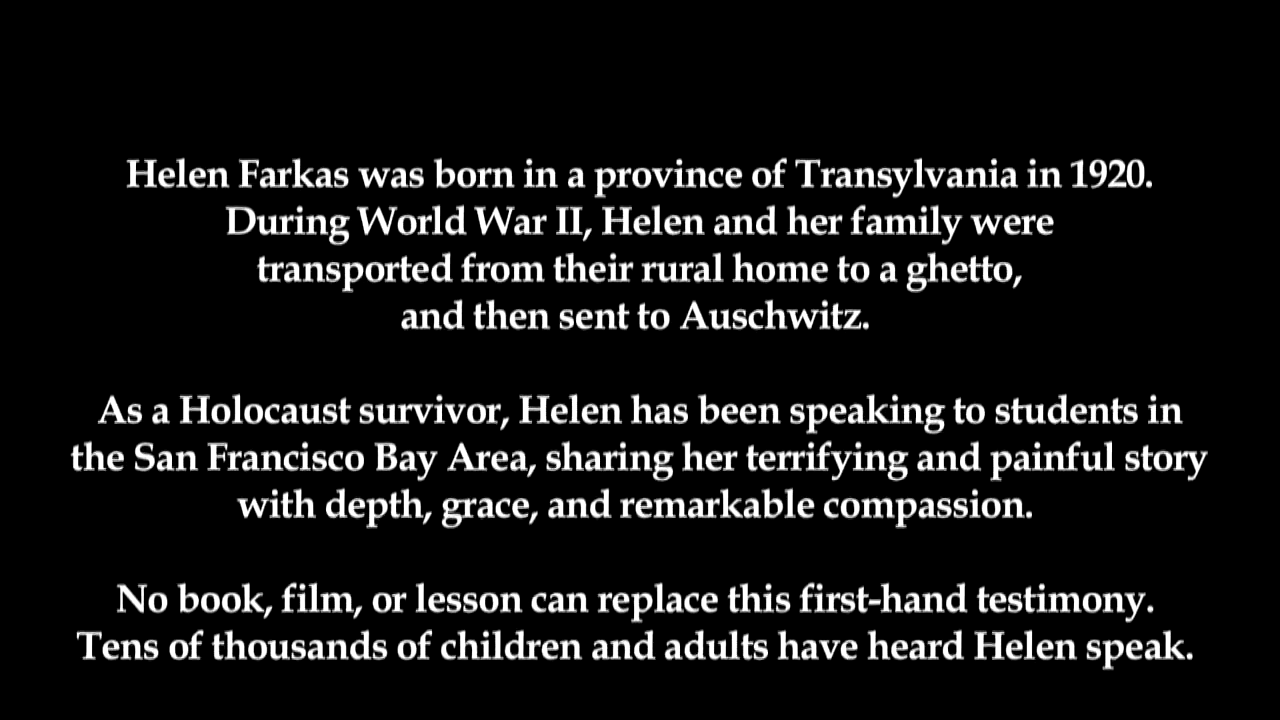 Helen Farkas was born in a province of Transylvania in 1920.
During World War II, Helen and her family were
transported from their rural home to a ghetto,
and then sent to Auschwitz.
As a Holocaust survivor, Helen has been speaking to students in
the San Francisco Bay Area, sharing her terrifying and painful story
with depth, grace, and remarkable compassion.
No book, film, or lesson can replace this first-hand testimony.
Tens of thousands of children and adults have heard Helen speak.